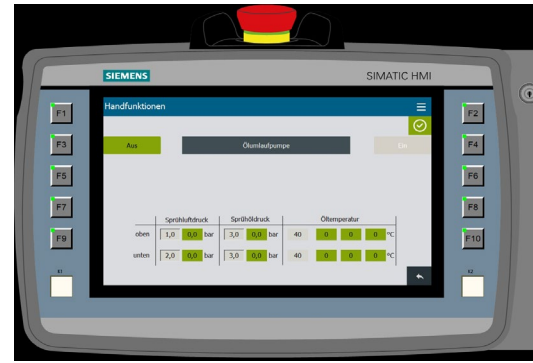 SIEMENS
SIMATIC HMI
Handfunktionen
F1
F2
Aus
Ölumlaufpumpe
Ein
F3
F4
F5
F6
Sprühluftdruck
Sprühöldruck
Öltemperatur
F7
F8
oben
1,0
0,0
bar
3,0
0,0
bar
40
0
0
0
°C
F9
F10
unten
2,0
0,0
bar
3,0
0,0
bar
40
0
0
0
°C
K1
K2